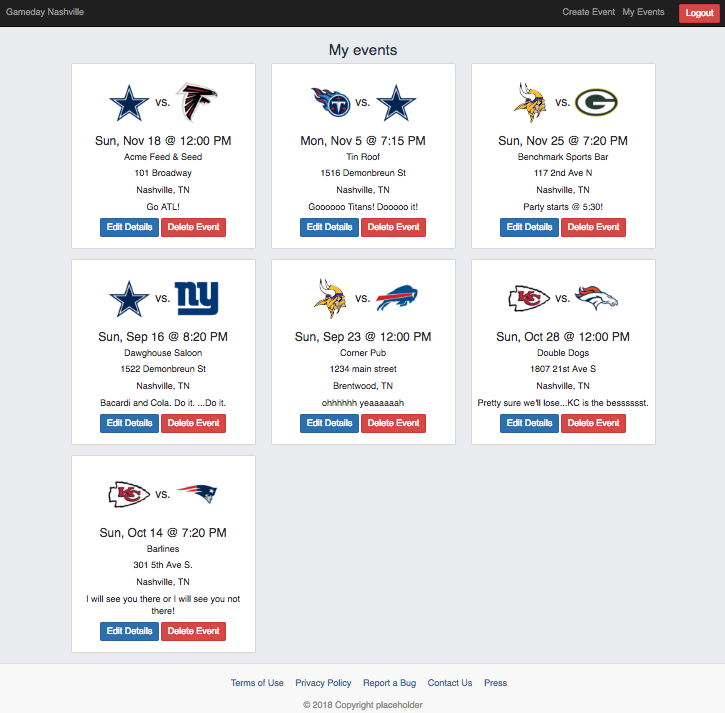 Gameday Nashville Create Event My Events Logout
My events
vs. vs. vs. G
Sun, Nov 18 @ 12:00 PM Mon, Nov 5 @ 7:15 PM Sun, Nov 25 @ 7:20 PM
Acme Feed & Seed Tin Roof Benchmark Sports Bar
101 Broadway 1516 Demonbreun St 117 2nd Ave N
Nashville, TN Nashville, TN Nashville, TN
Go ATL! Goooooo Titans! Dooooo it! Party starts @ 5:30!
Edit Details Delete Event Edit Details Delete Event Edit Details Delete Event
vs. ny vs. KC vs.
Sun, Sep 16 @ 8:20 PM Sun, Sep 23 @ 12:00 PM Sun, Oct 28 @ 12:00 PM
Dawghouse Saloon Corner Pub Double Dogs
1522 Demonbreun St 1234 main street 1807 21st Ave S
Nashville, TN Brentwood, TN Nashville, TN
Bacardi and Cola. Do it. ...Do it. ohhhhhh yeaaaaaah Pretty sure we'll lose...KC is the besssssst.
Edit Details Delete Event Edit Details Delete Event Edit Details Delete Event
KC vs.
Sun, Oct 14 @ 7:20 PM
Barlines
301 5th Ave S.
Nashville, TN
I will see you there or I will see you not
there!
Edit Details Delete Event
Terms of Use Privacy Policy Report a Bug Contact Us Press
© 2018 Copyright placeholder